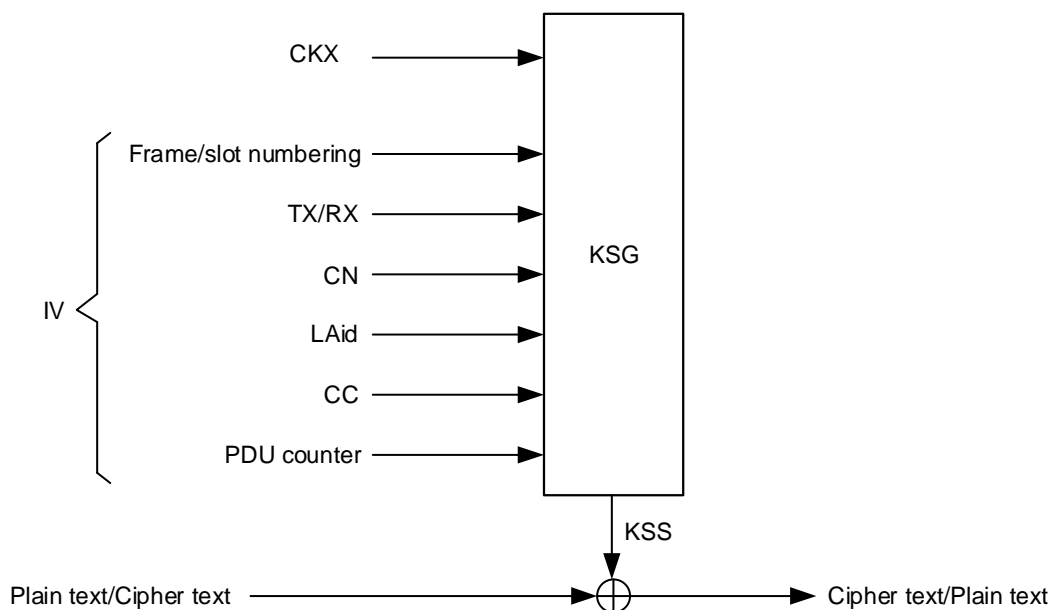 CKX
Frame/slot numbering
TX/RX
CN
LAid
CC
PDU counter
IV
KSG
KSS
Plain text/Cipher text
Cipher text/Plain text